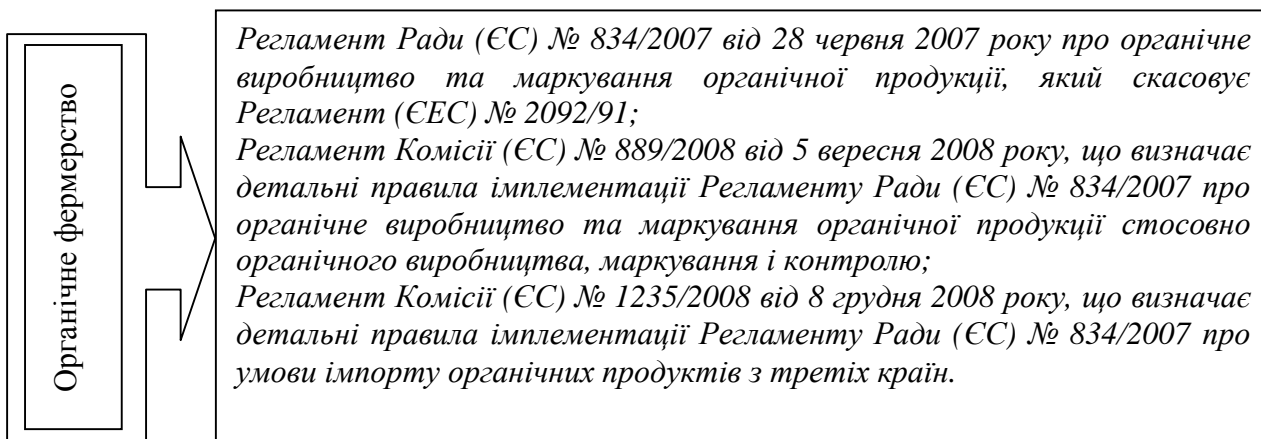 Органічне фермерство
Регламент Ради (ЄС) № 834/2007 від 28 червня 2007 року про органічне
виробництво та маркування органічної продукції, який скасовує
Регламент (ЄЕС) № 2092/91;
Регламент Комісії (ЄС) № 889/2008 від 5 вересня 2008 року, що визначає
детальні правила імплементації Регламенту Ради (ЄС) № 834/2007 про
органічне виробництво та маркування органічної продукції стосовно
органічного виробництва, маркування і контролю;
Регламент Комісії (ЄС) № 1235/2008 від 8 грудня 2008 року, що визначає
детальні правила імплементації Регламенту Ради (ЄС) № 834/2007 про
умови імпорту органічних продуктів з третіх країн.